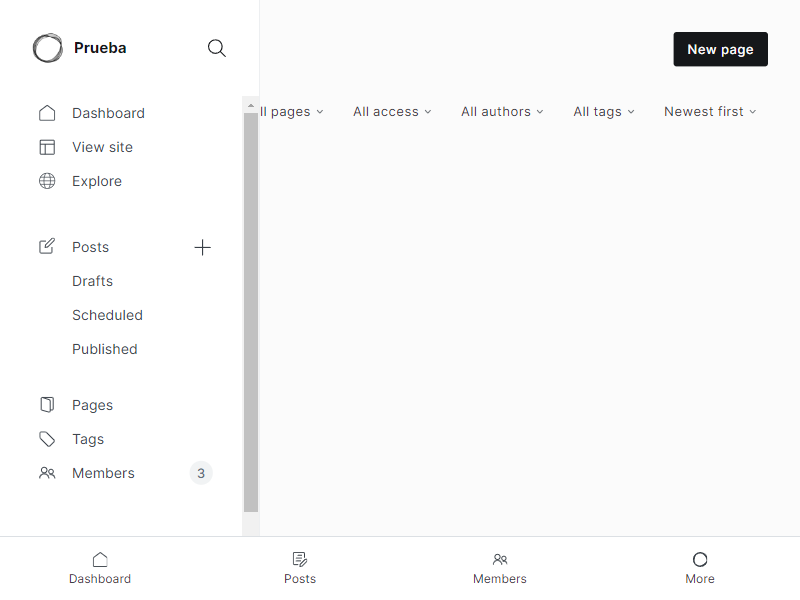 Prueba
New page
Dashboard
View site
Explore
ll pages
All access
All authors
All tags
Newest first
Posts
Drafts
Scheduled
Published
Pages
Tags
Members 3
Dashboard
Posts
Members
More